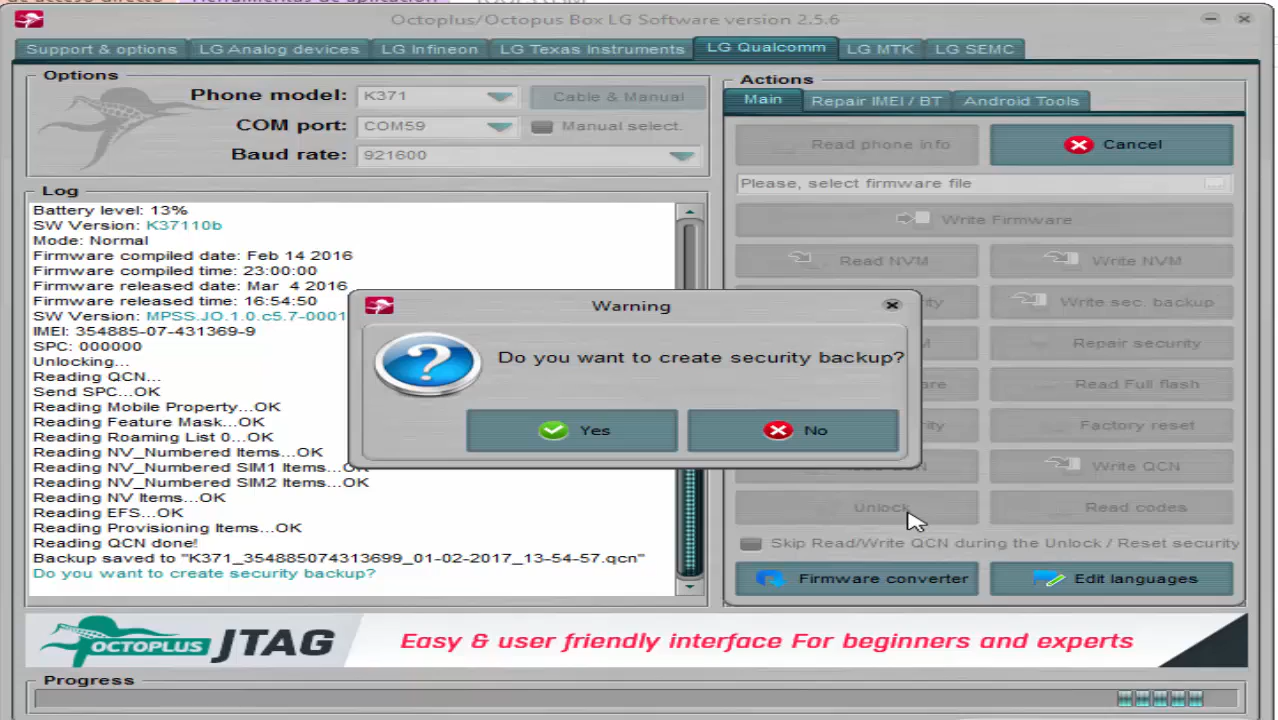 Octoplus/Octopus Box LG Software version 2.5.6
Support & options
LG Analog devices
LG Infineon
LG Texas Instruments
LG Qualcomm
LG MTK
LG SEMC
Options
Phone model:
K371
Cable & Manual
COM port:
COM59
Manual select.
Baud rate:
921600
Actions
Main
Repair IMEI / BT
Android Tools
Read phone info
Cancel
Please, select firmware file
Write Firmware
Read NVM
Write NVM
Write sec. backup
Repair security
Read Full flash
Factory reset
Write QCN
Unlock
Read codes
Skip Read/Write QCN during the Unlock / Reset security
Firmware converter
Edit languages
Log
Battery level: 13%
SW Version: K37110b
Mode: Normal
Firmware compiled date: Feb 14 2016
Firmware compiled time: 23:00:00
Firmware released date: Mar 4 2016
Firmware released time: 16:54:50
SW Version: MPSS.JO.1.0.c5.7-0001
IMEI: 354885-07-431369-9
SPC: 000000
Unlocking...
Reading QCN...
Send SPC...OK
Reading Mobile Property...OK
Reading Feature Mask...OK
Reading Roaming List 0...OK
Reading NV_Numbered Items...OK
Reading NV_Numbered SIM1 Items...OK
Reading NV_Numbered SIM2 Items...OK
Reading NV Items...OK
Reading EFS...OK
Reading Provisioning Items...OK
Reading QCN done!
Backup saved to "K371_354885074313699_01-02-2017_13-54-57.qcn"
Do you want to create security backup?
Warning
Do you want to create security backup?
Yes
No
OCTOPLUS JTAG
Easy & user friendly interface For beginners and experts
Progress